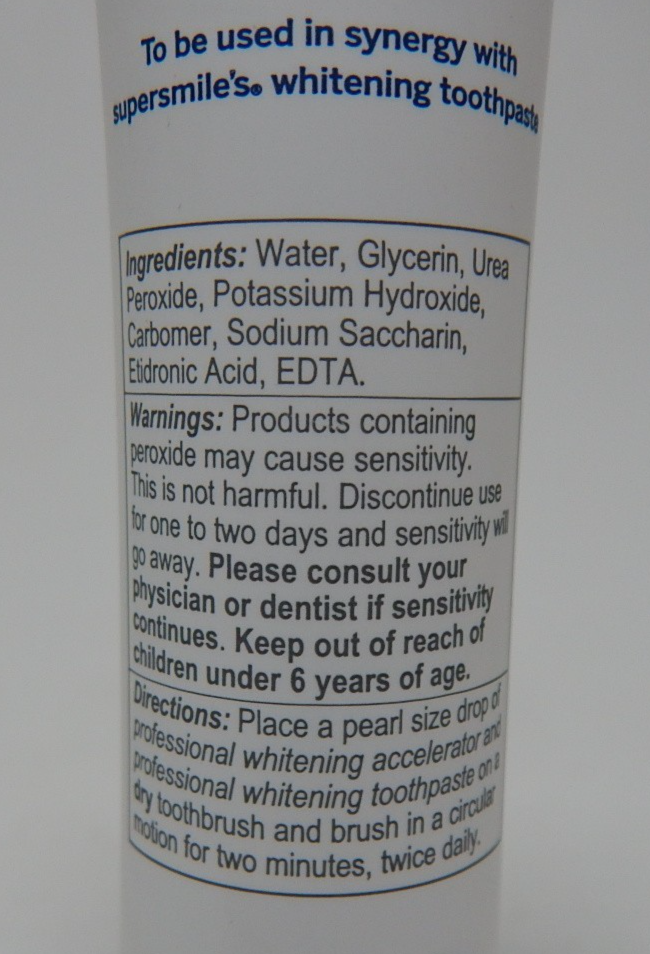 To be used in synergy with
supersmile's® whitening toothpaste
Ingredients: Water, Glycerin, Urea
Peroxide, Potassium Hydroxide,
Carbomer, Sodium Saccharin,
Etidronic Acid, EDTA.
Warnings: Products containing
peroxide may cause sensitivity.
This is not harmful. Discontinue use
for one to two days and sensitivity will
go away. Please consult your
physician or dentist if sensitivity
continues. Keep out of reach of
children under 6 years of age.
Directions: Place a pearl size drop of
professional whitening accelerator and
professional whitening toothpaste on a
dry toothbrush and brush in a circular
motion for two minutes, twice daily.